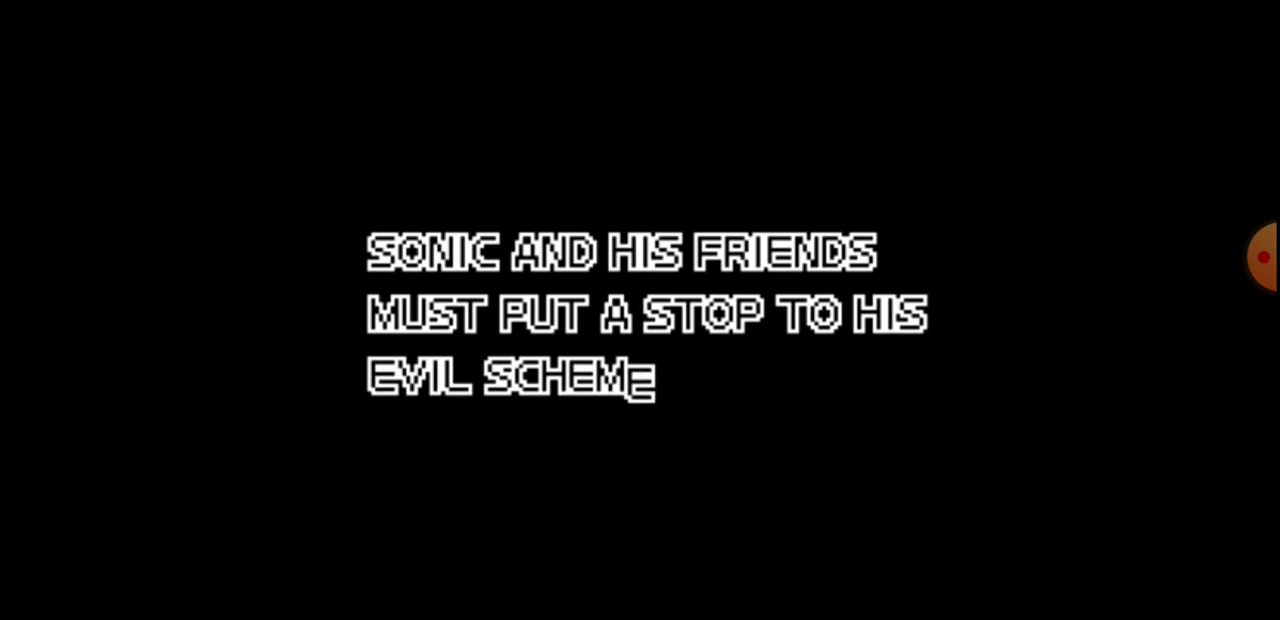 SONIC AND HIS FRIENDS
MUST PUT A STOP TO HIS
EVIL SCHEME